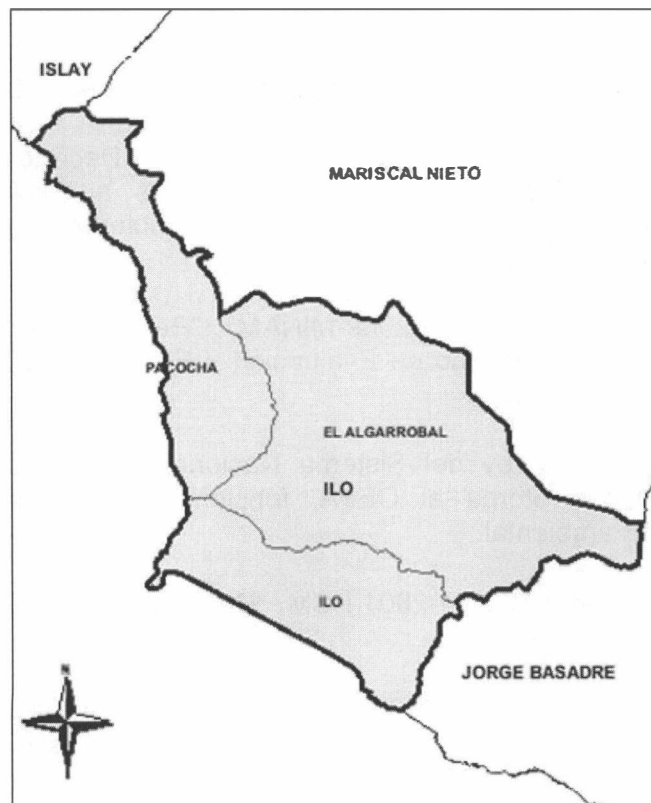 ISLAY
MARISCAL NIETO
PACOCHA
EL ALGARROBAL
ILO
ILO
JORGE BASADRE
N